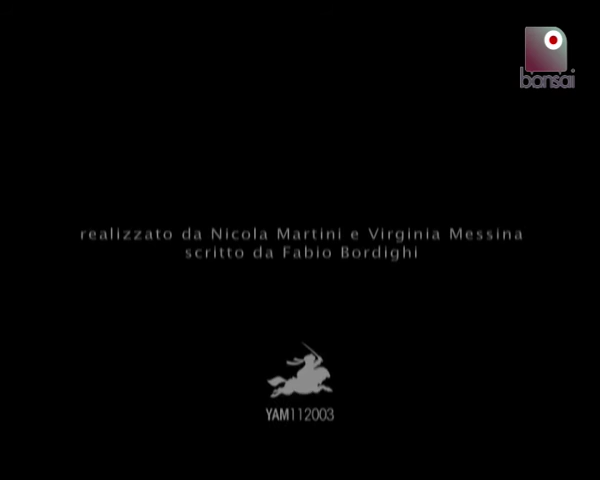 bonsai
realizzato da Nicola Martini e Virginia Messina
scritto da Fabio Bordighi
YAM112003